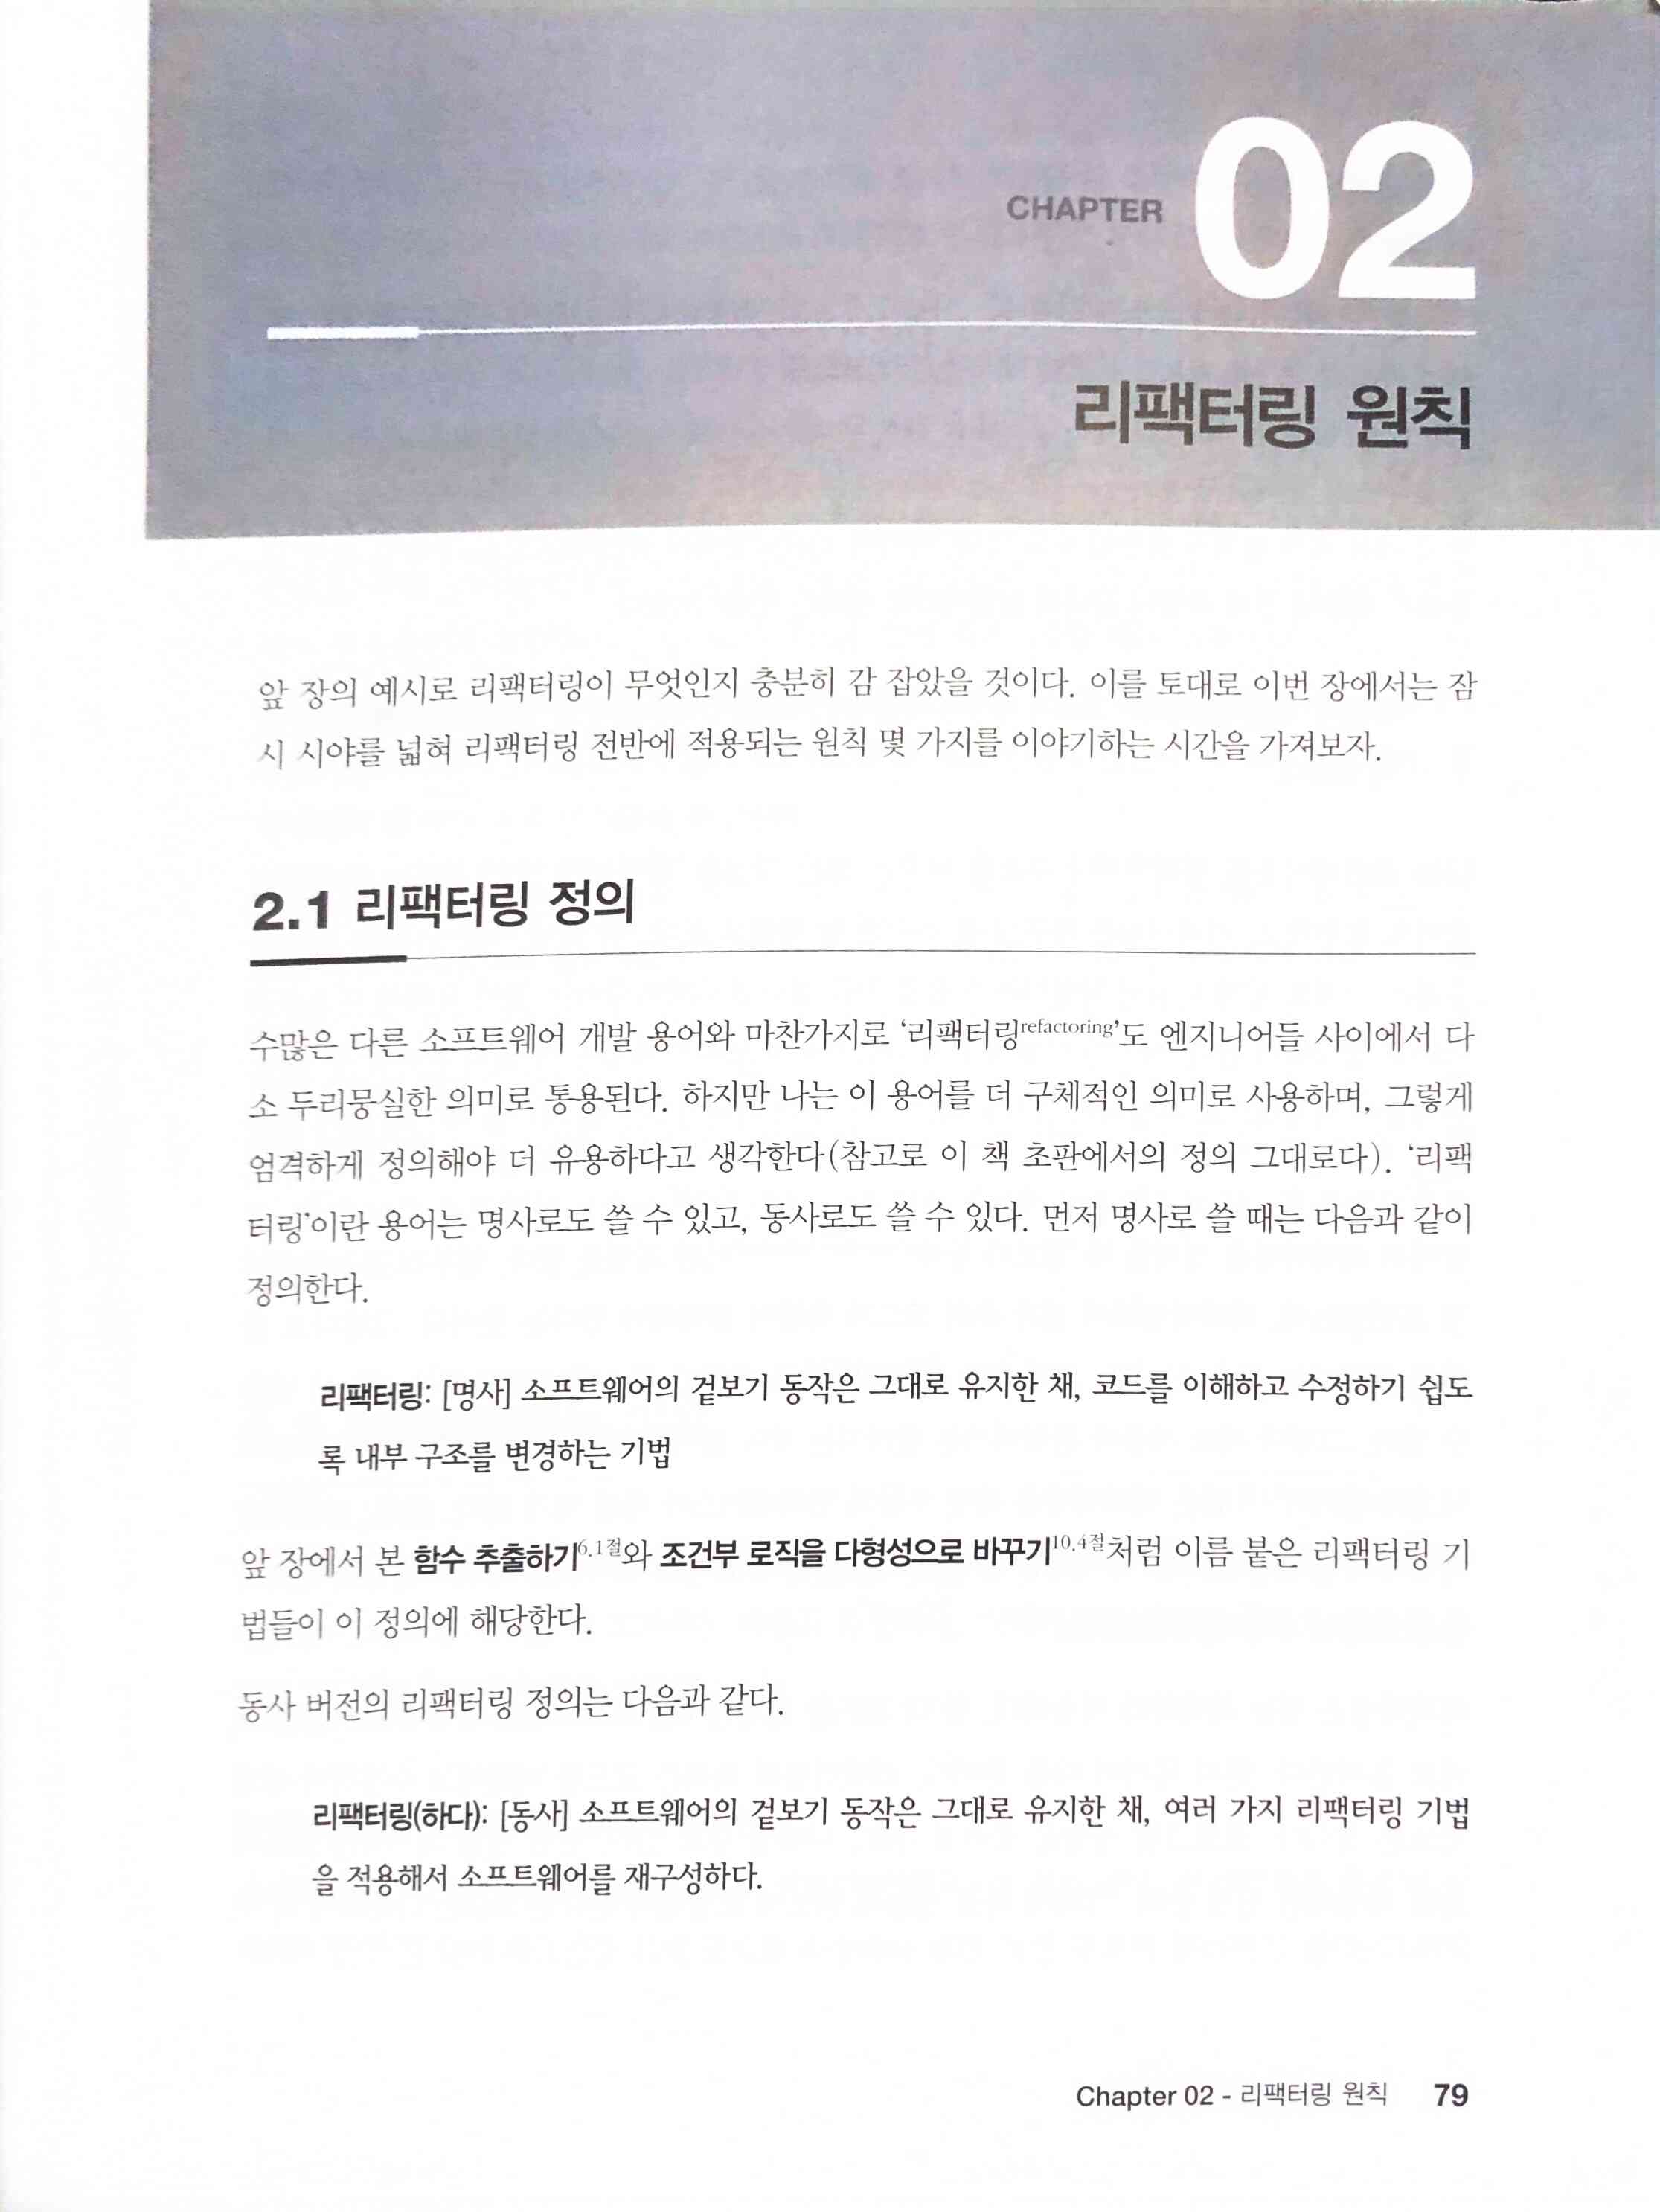 CHAPTER 02
리팩터링 원칙
앞 장의 예시로 리팩터링이 무엇인지 충분히 감 잡았을 것이다. 이를 토대로 이번 장에서는 잠
시 시야를 넓혀 리팩터링 전반에 적용되는 원칙 몇 가지를 이야기하는 시간을 가져보자.
2.1 리팩터링 정의
수많은 다른 소프트웨어 개발 용어와 마찬가지로 ‘리팩터링refactoring’도 엔지니어들 사이에서 다
소 두리뭉실한 의미로 통용된다. 하지만 나는 이 용어를 더 구체적인 의미로 사용하며, 그렇게
엄격하게 정의해야 더 유용하다고 생각한다(참고로 이 책 초판에서의 정의 그대로다). ‘리팩
터링’이란 용어는 명사로도 쓸 수 있고, 동사로도 쓸 수 있다. 먼저 명사로 쓸 때는 다음과 같이
정의한다.
리팩터링: [명사] 소프트웨어의 겉보기 동작은 그대로 유지한 채, 코드를 이해하고 수정하기 쉽도
록 내부 구조를 변경하는 기법
앞 장에서 본 함수 추출하기6.1절와 조건부 로직을 다형성으로 바꾸기10.4절처럼 이름 붙은 리팩터링 기
법들이 이 정의에 해당한다.
동사 버전의 리팩터링 정의는 다음과 같다.
리팩터링(하다): [동사] 소프트웨어의 겉보기 동작은 그대로 유지한 채, 여러 가지 리팩터링 기법
을 적용해서 소프트웨어를 재구성하다.
Chapter 02 - 리팩터링 원칙 79